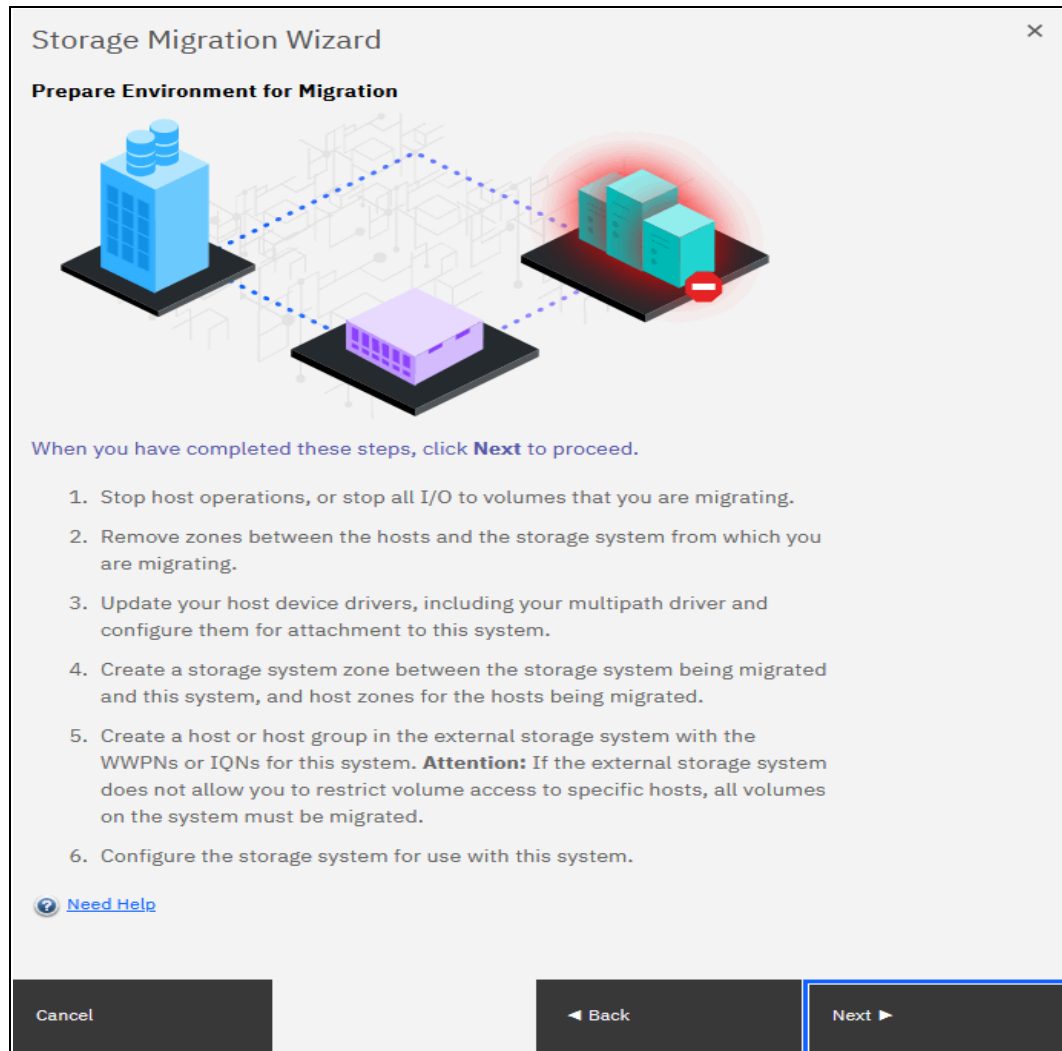 Storage Migration Wizard
Prepare Environment for Migration
When you have completed these steps, click Next to proceed.
1. Stop host operations, or stop all I/O to volumes that you are migrating.
2. Remove zones between the hosts and the storage system from which you
are migrating.
3. Update your host device drivers, including your multipath driver and
configure them for attachment to this system.
4. Create a storage system zone between the storage system being migrated
and this system, and host zones for the hosts being migrated.
5. Create a host or host group in the external storage system with the
WWPNs or IQNs for this system. Attention: If the external storage system
does not allow you to restrict volume access to specific hosts, all volumes
on the system must be migrated.
6. Configure the storage system for use with this system.
Need Help
Cancel
Back
Next